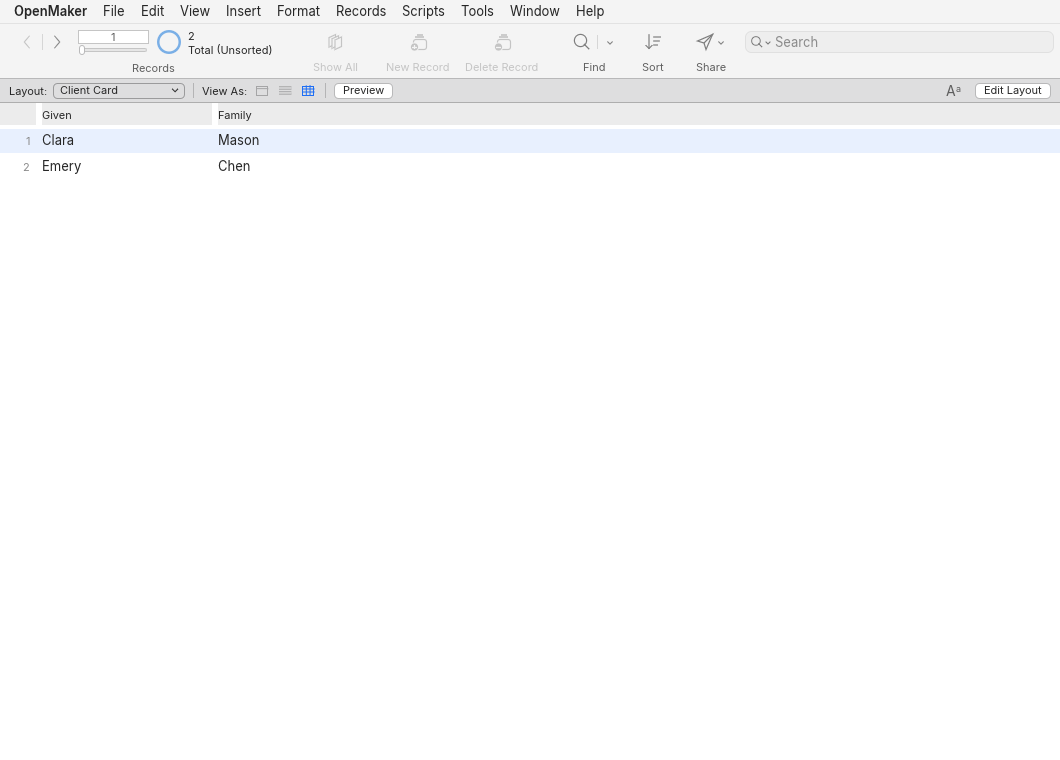 OpenMaker File Edit View Insert Format Records Scripts Tools Window Help
1
2
Total (Unsorted)
Search
Records Show All New Record Delete Record Find Sort Share
Layout: Client Card View As: Preview Aa Edit Layout
Given Family
1 Clara Mason
2 Emery Chen